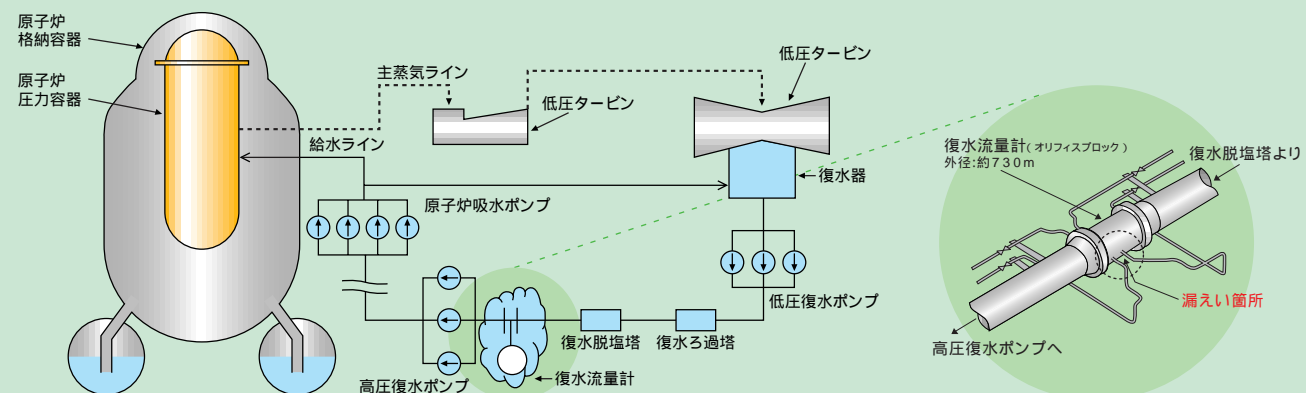 原子炉
格納容器
原子炉
圧力容器
主蒸気ライン
低圧タービン
給水ライン
低圧タービン
復水器
原子炉吸水ポンプ
低圧復水ポンプ
復水脱塩塔
復水ろ過塔
高圧復水ポンプ
復水流量計
復水流量計(オリフィスブロック)
外径:約730m
復水脱塩塔より
漏えい箇所
高圧復水ポンプへ